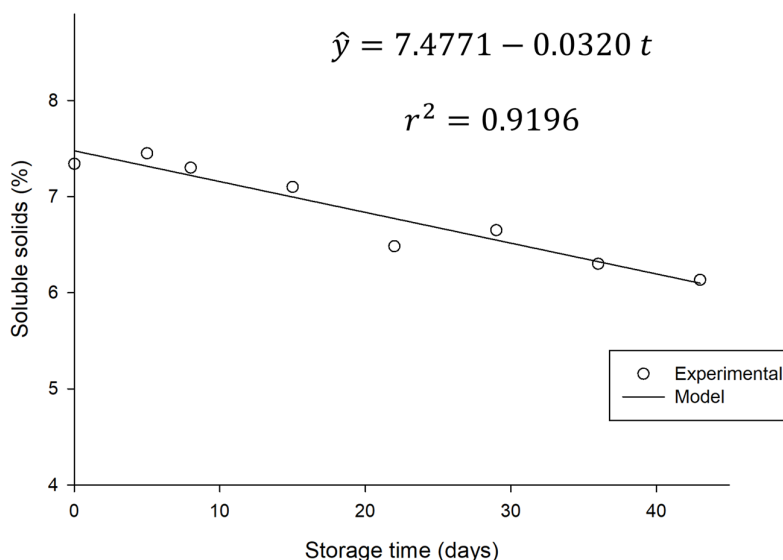 ŷ = 7.4771 − 0.0320 t
r² = 0.9196
8
7
6
5
4
Soluble solids (%)
Experimental
Model
0
10
20
30
40
Storage time (days)